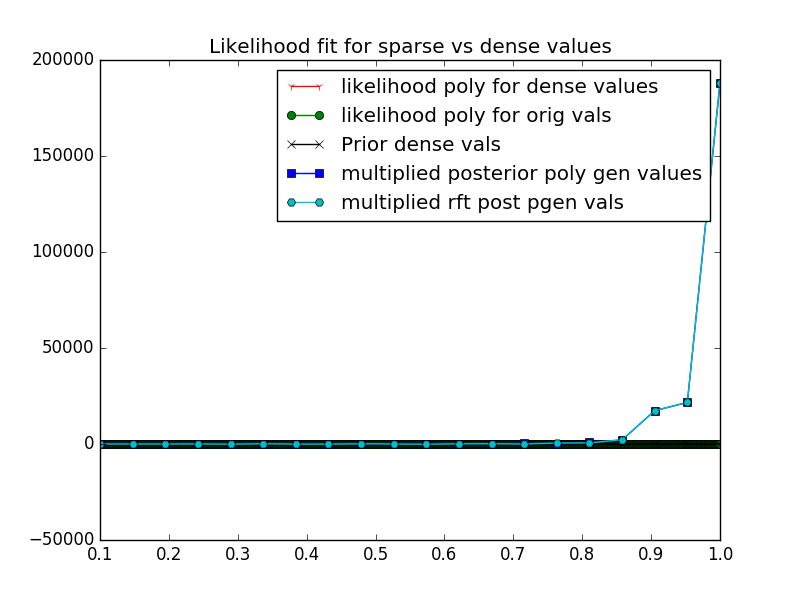 Likelihood fit for sparse vs dense values
200000
150000
100000
50000
0
−50000
likelihood poly for dense values
likelihood poly for orig vals
Prior dense vals
multiplied posterior poly gen values
multiplied rft post pgen vals
0.1 0.2 0.3 0.4 0.5 0.6 0.7 0.8 0.9 1.0